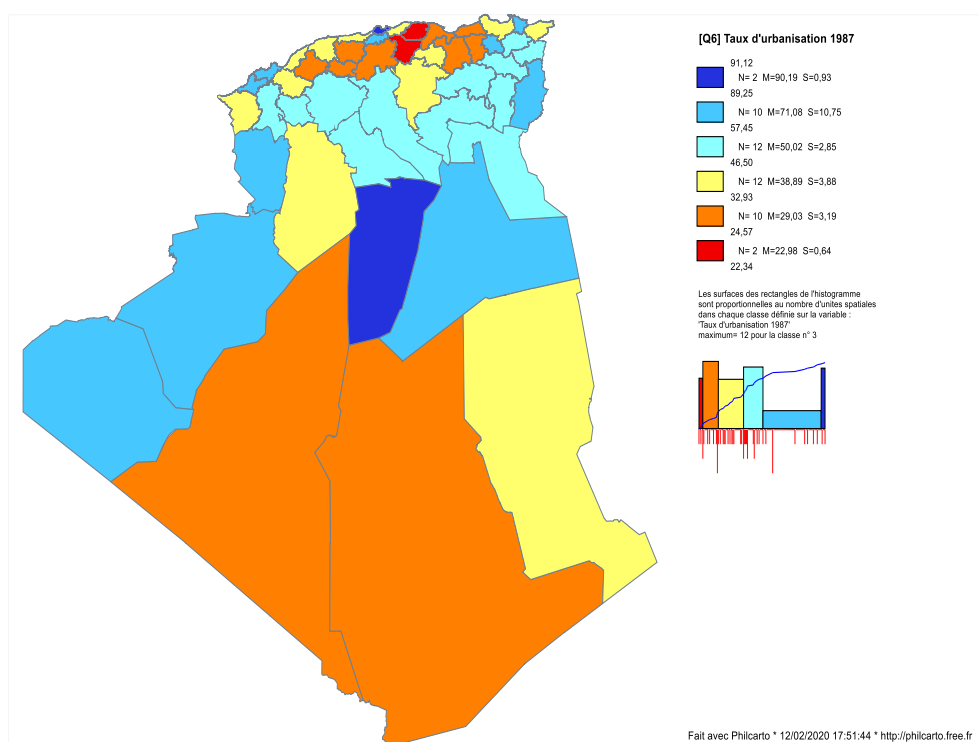 [Q6] Taux d'urbanisation 1987
91,12
N= 2 M=90,19 S=0,93
89,25
N= 10 M=71,08 S=10,75
57,45
N= 12 M=50,02 S=2,85
46,50
N= 12 M=38,89 S=3,88
32,93
N= 10 M=29,03 S=3,19
24,57
N= 2 M=22,98 S=0,64
22,34
Les surfaces des rectangles de l'histogramme
sont proportionnelles au nombre d'unites spatiales
dans chaque classe définie sur la variable :
'Taux d'urbanisation 1987'
maximum= 12 pour la classe n° 3
Fait avec Philcarto * 12/02/2020 17:51:44 * http://philcarto.free.fr